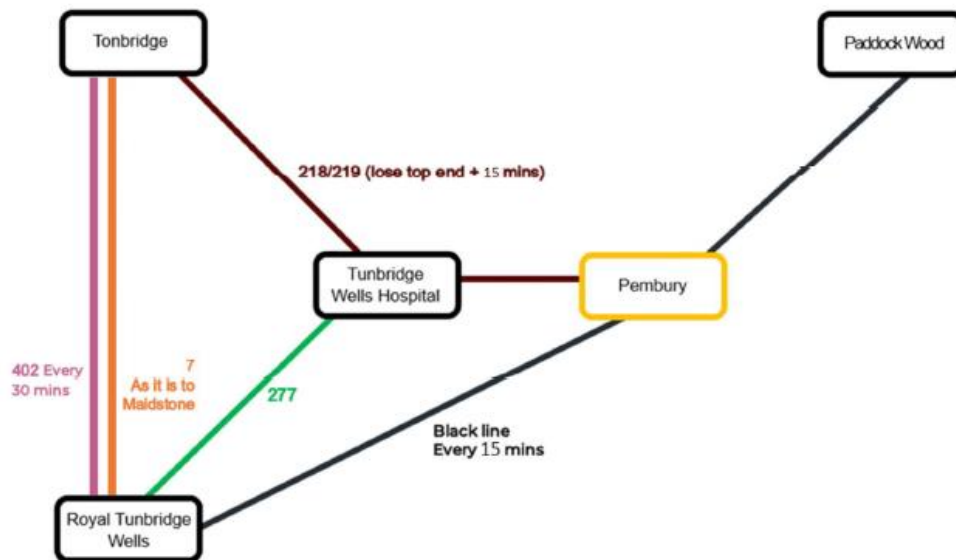 Tonbridge
Paddock Wood
218/219 (lose top end + 15 mins)
Tunbridge
Wells Hospital
Pembury
402 Every
30 mins
7
As it is to
Maidstone
277
Black line
Every 15 mins
Royal Tunbridge
Wells